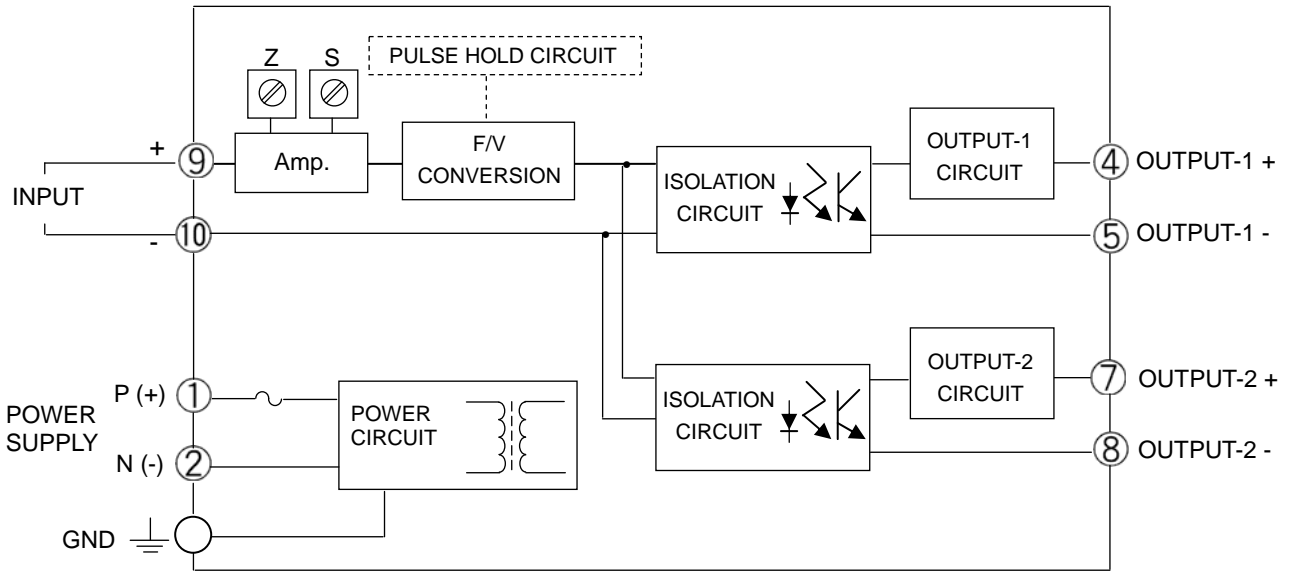 Z
S
PULSE HOLD CIRCUIT
INPUT
+
9
Amp.
F/V
CONVERSION
-
10
ISOLATION
CIRCUIT
OUTPUT-1
CIRCUIT
4 OUTPUT-1 +
5 OUTPUT-1 -
POWER
SUPPLY
P (+) 1
N (-) 2
GND
POWER
CIRCUIT
ISOLATION
CIRCUIT
OUTPUT-2
CIRCUIT
7 OUTPUT-2 +
8 OUTPUT-2 -